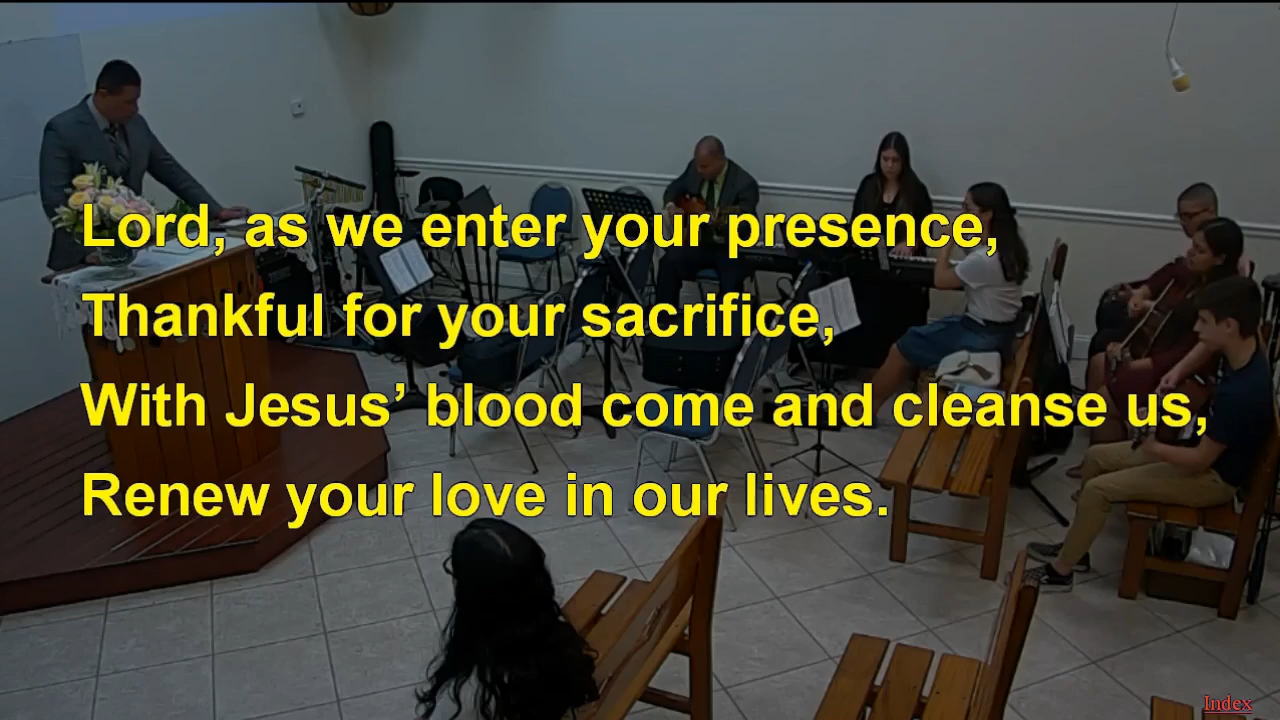 Lord, as we enter your presence,
Thankful for your sacrifice,
With Jesus’ blood come and cleanse us,
Renew your love in our lives.
Index